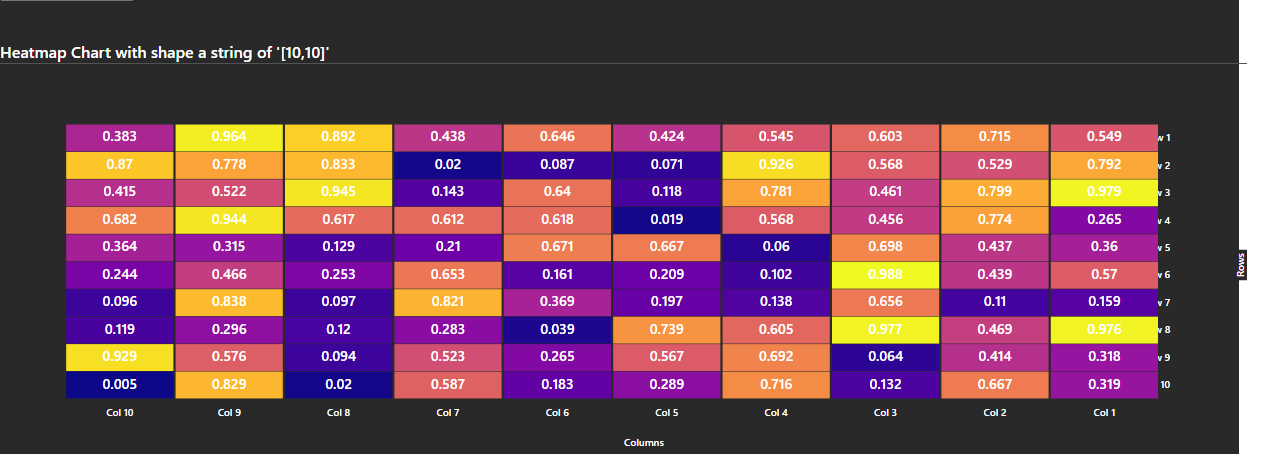 Heatmap Chart with shape a string of '[10,10]'
0.383 0.964 0.892 0.438 0.646 0.424 0.545 0.603 0.715 0.549 w 1
0.87 0.778 0.833 0.02 0.087 0.071 0.926 0.568 0.529 0.792 w 2
0.415 0.522 0.945 0.143 0.64 0.118 0.781 0.461 0.799 0.979 w 3
0.682 0.944 0.617 0.612 0.618 0.019 0.568 0.456 0.774 0.265 w 4
0.364 0.315 0.129 0.21 0.671 0.667 0.06 0.698 0.437 0.36 w 5
0.244 0.466 0.253 0.653 0.161 0.209 0.102 0.988 0.439 0.57 w 6
0.096 0.838 0.097 0.821 0.369 0.197 0.138 0.656 0.11 0.159 w 7
0.119 0.296 0.12 0.283 0.039 0.739 0.605 0.977 0.469 0.976 w 8
0.929 0.576 0.094 0.523 0.265 0.567 0.692 0.064 0.414 0.318 w 9
0.005 0.829 0.02 0.587 0.183 0.289 0.716 0.132 0.667 0.319 10
Col 10 Col 9 Col 8 Col 7 Col 6 Col 5 Col 4 Col 3 Col 2 Col 1
Columns
Rows